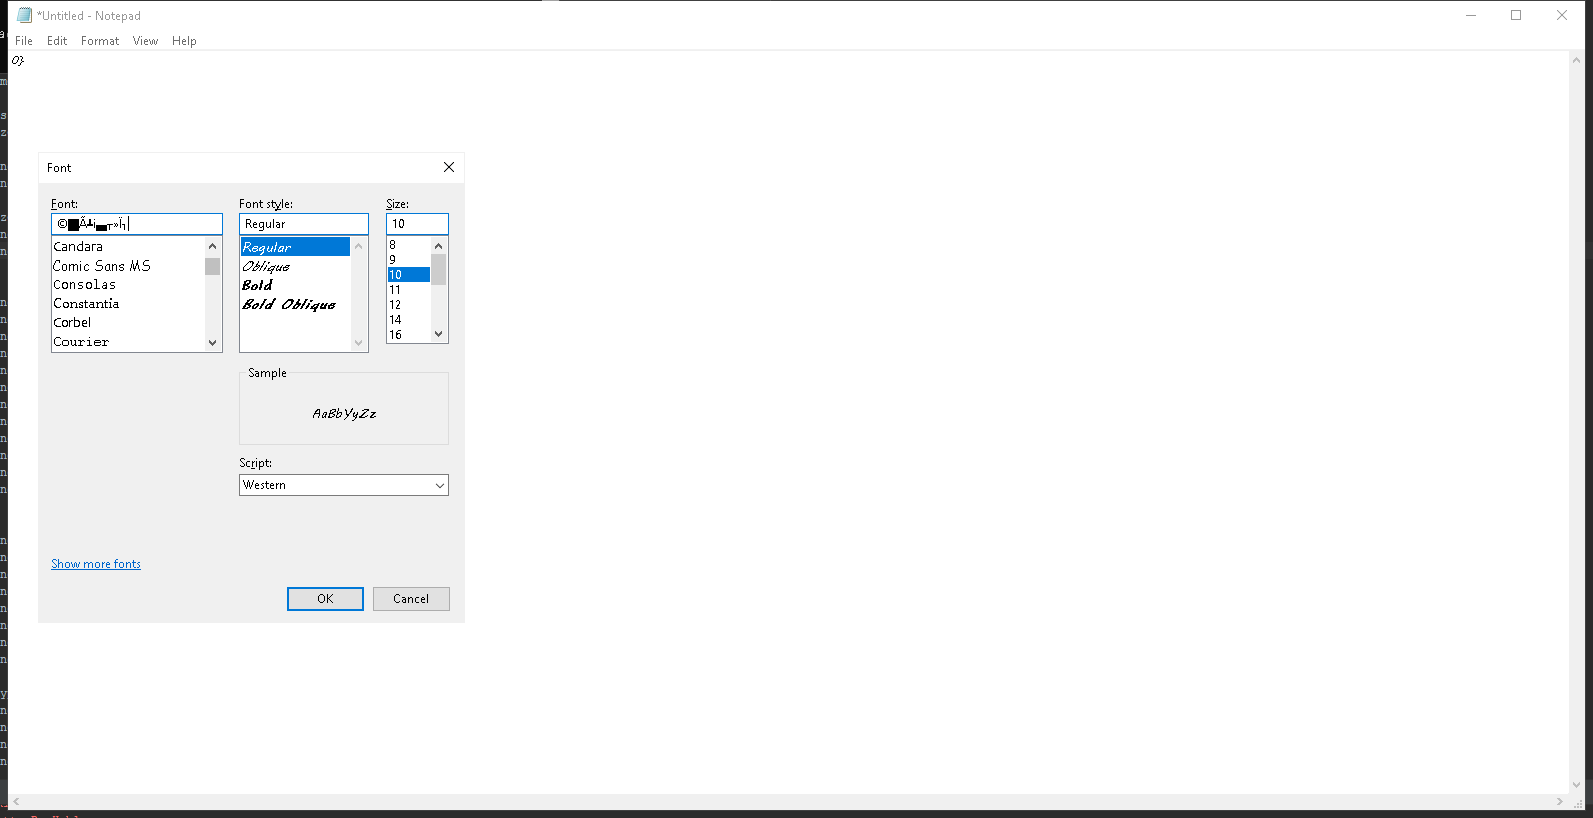 *Untitled - Notepad
File Edit Format View Help
O}
Font
Font: Font style: Size:
Regular 10
Candara
Comic Sans MS
Consolas
Constantia
Corbel
Courier
Regular
Oblique
Bold
Bold Oblique
8
9
10
11
12
14
16
Sample
AaBbYyZz
Script:
Western
Show more fonts
OK Cancel